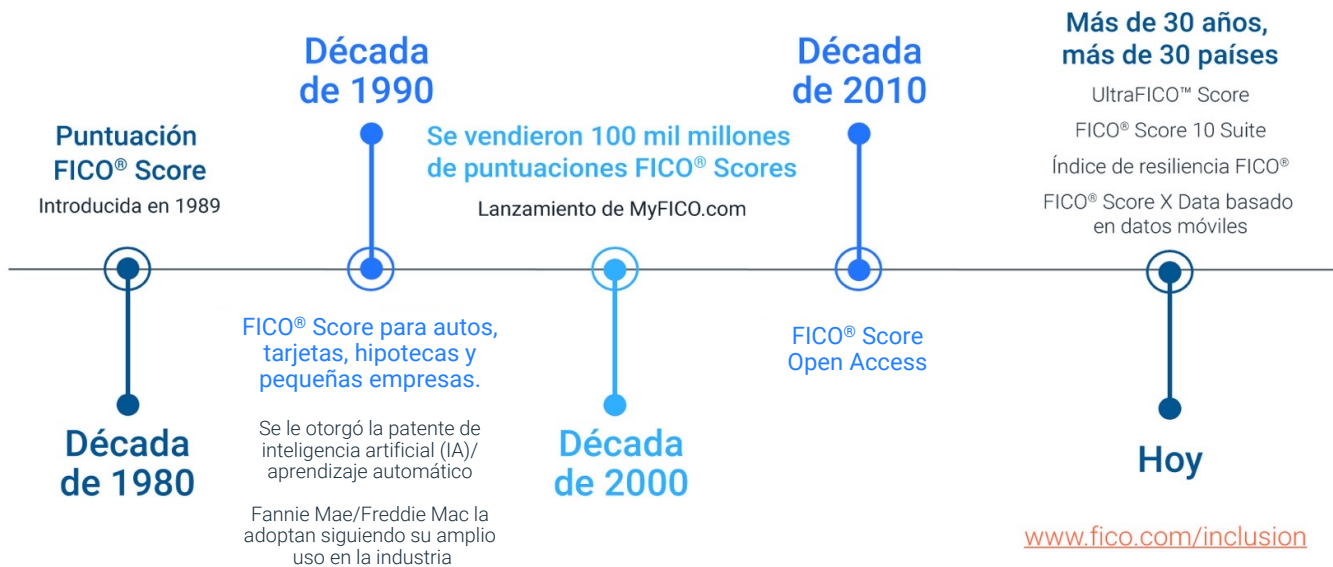 Puntuación
FICO® Score
Introducida en 1989
Década
de 1980
Década
de 1990
FICO® Score para autos,
tarjetas, hipotecas y
pequeñas empresas.
Se le otorgó la patente de
inteligencia artificial (IA)/
aprendizaje automático
Fannie Mae/Freddie Mac la
adoptan siguiendo su amplio
uso en la industria
Se vendieron 100 mil millones
de puntuaciones FICO® Scores
Lanzamiento de MyFICO.com
Década
de 2000
Década
de 2010
FICO® Score
Open Access
Más de 30 años,
más de 30 países
UltraFICO™ Score
FICO® Score 10 Suite
Índice de resiliencia FICO®
FICO® Score X Data basado
en datos móviles
Hoy
www.fico.com/inclusion